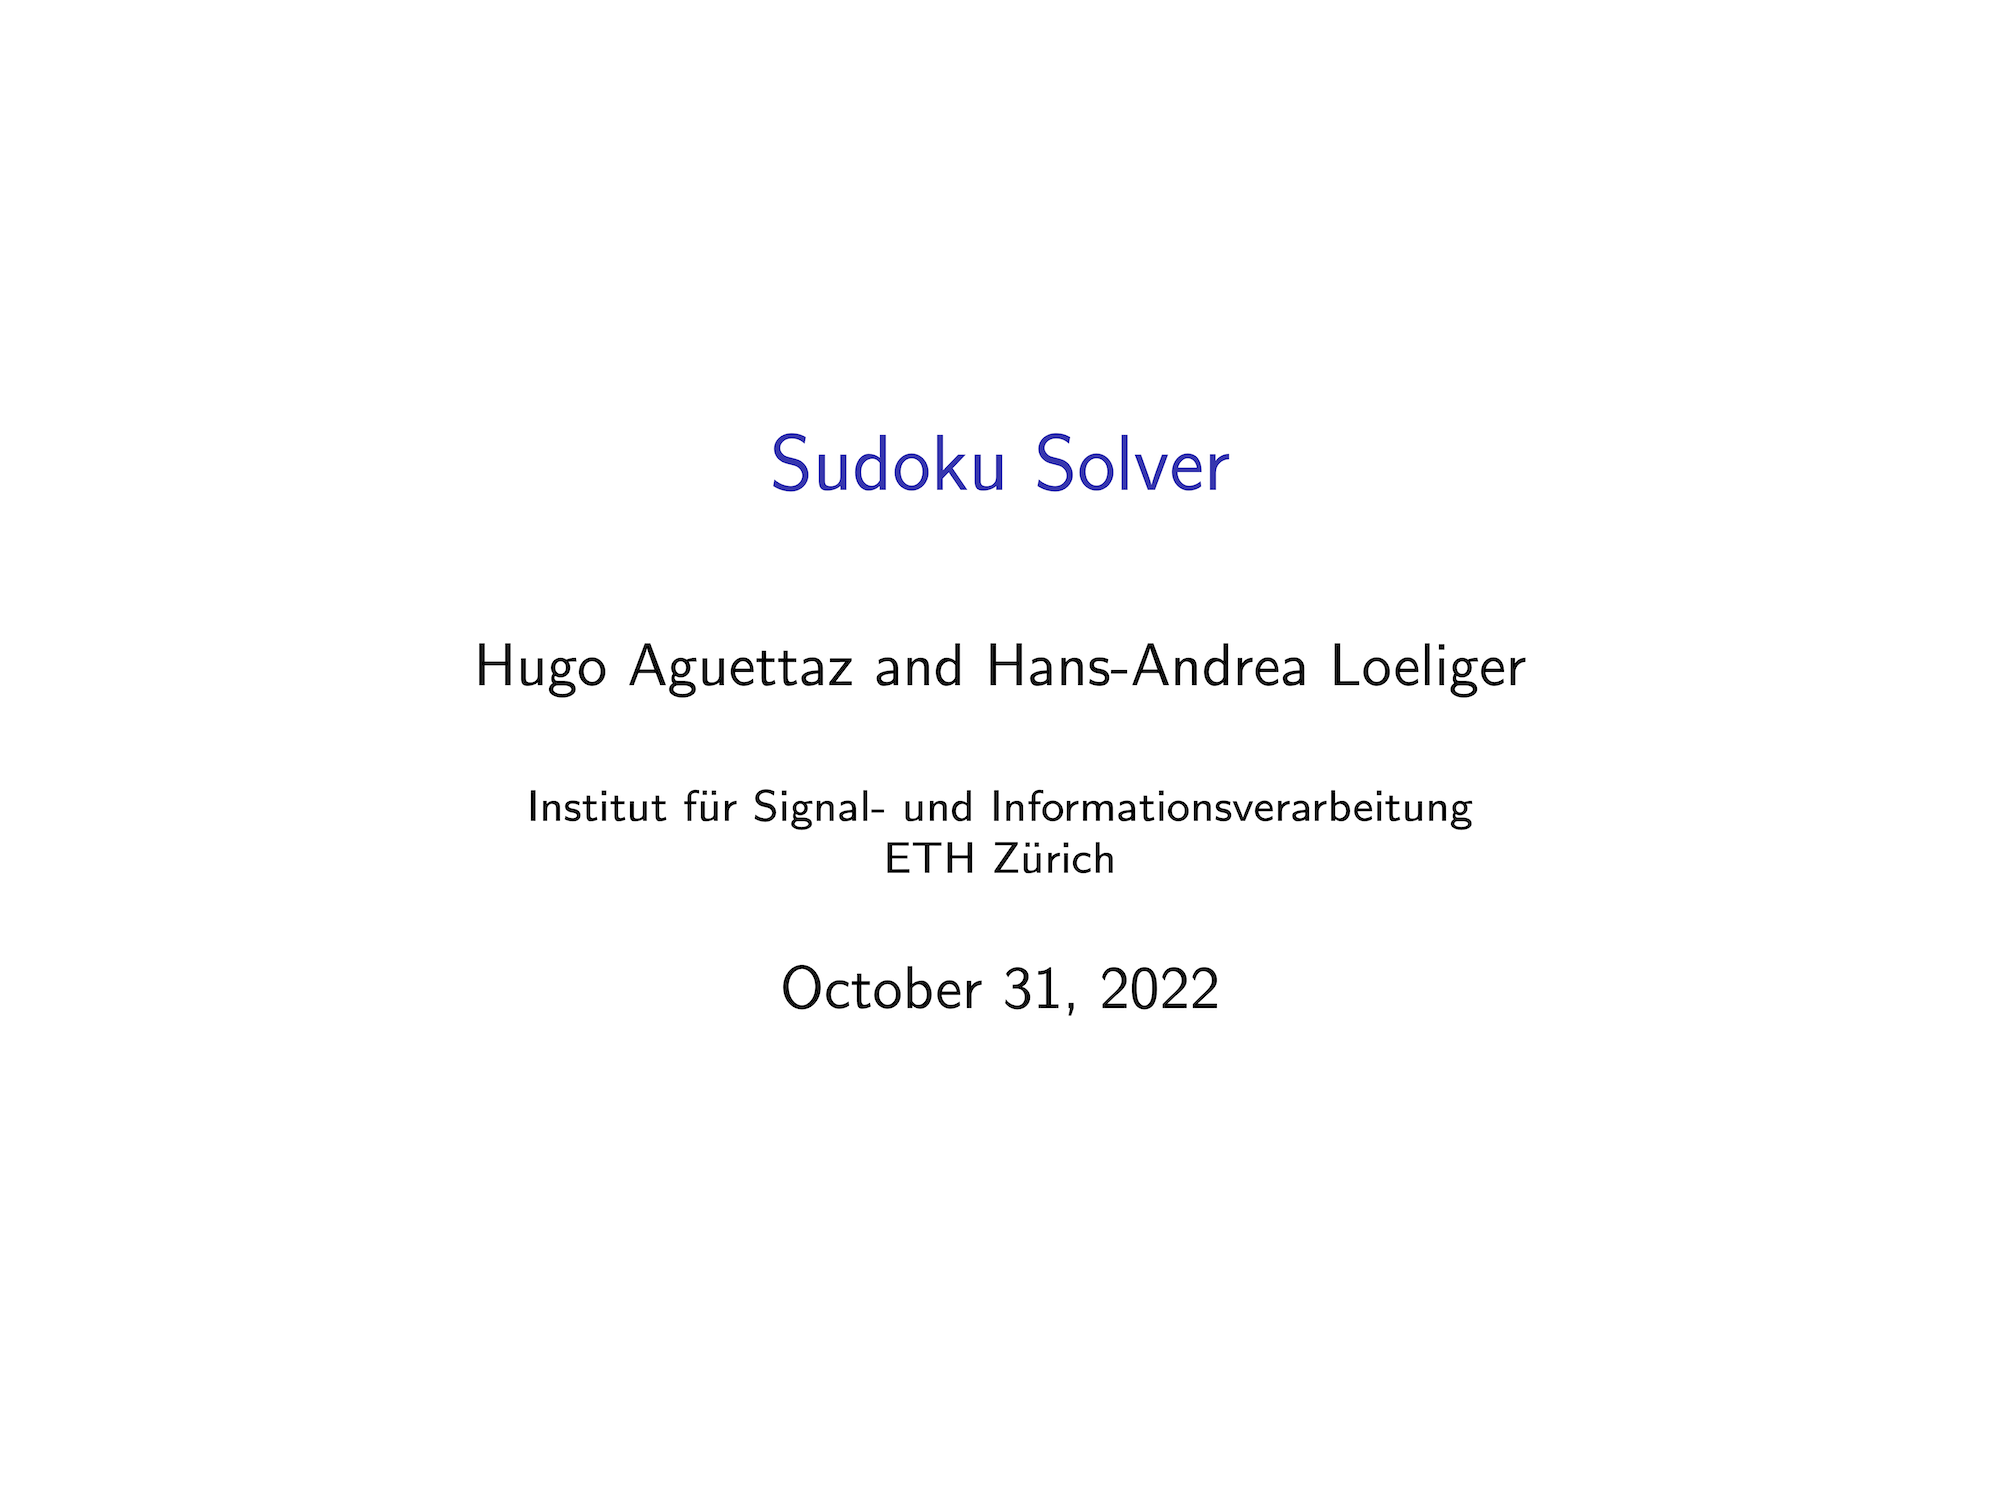 Sudoku Solver
Hugo Aguettaz and Hans-Andrea Loeliger
Institut für Signal- und Informationsverarbeitung
ETH Zürich
October 31, 2022